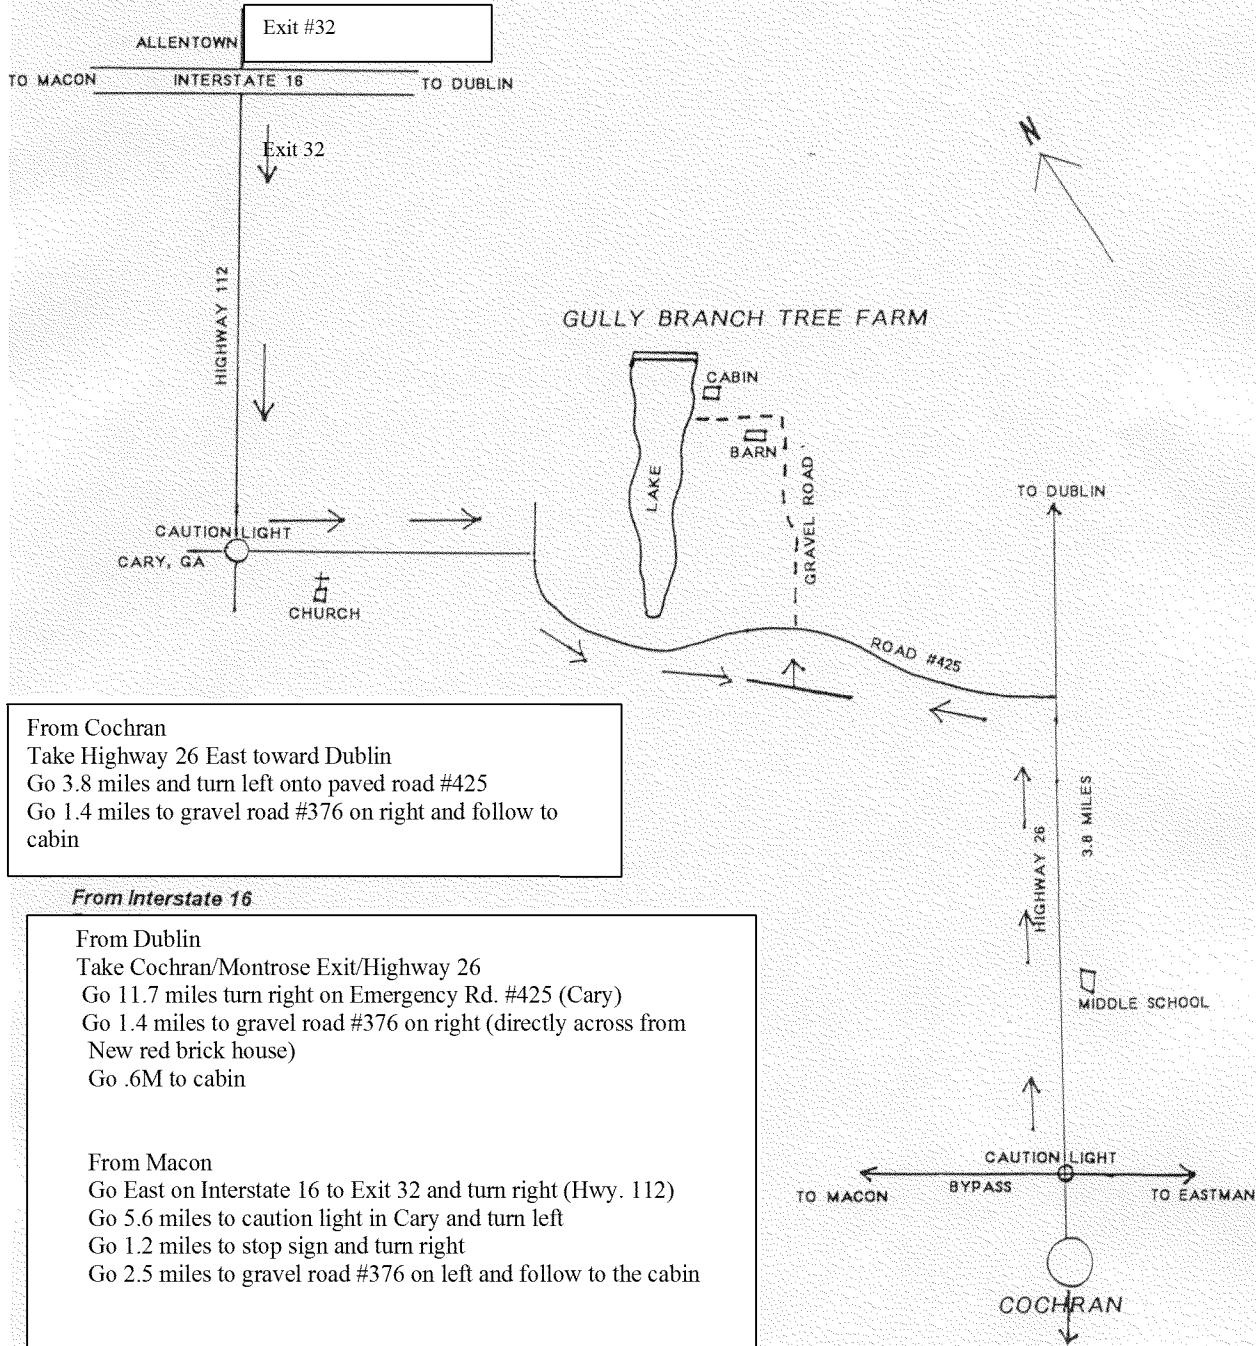 Exit #32
ALLENTOWN
TO MACON
INTERSTATE 16
TO DUBLIN
Exit 32
N
HIGHWAY 112
GULLY BRANCH TREE FARM
CABIN
BARN
LAKE
GRAVEL ROAD
TO DUBLIN
CAUTION LIGHT
CARY, GA
CHURCH
ROAD #425
From Cochran
Take Highway 26 East toward Dublin
Go 3.8 miles and turn left onto paved road #425
Go 1.4 miles to gravel road #376 on right and follow to
cabin
HIGHWAY 26
3.8 MILES
From Interstate 16
From Dublin
Take Cochran/Montrose Exit/Highway 26
Go 11.7 miles turn right on Emergency Rd. #425 (Cary)
Go 1.4 miles to gravel road #376 on right (directly across from
New red brick house)
Go .6M to cabin
MIDDLE SCHOOL
From Macon
Go East on Interstate 16 to Exit 32 and turn right (Hwy. 112)
Go 5.6 miles to caution light in Cary and turn left
Go 1.2 miles to stop sign and turn right
Go 2.5 miles to gravel road #376 on left and follow to the cabin
CAUTION LIGHT
TO MACON
BYPASS
TO EASTMAN
COCHRAN